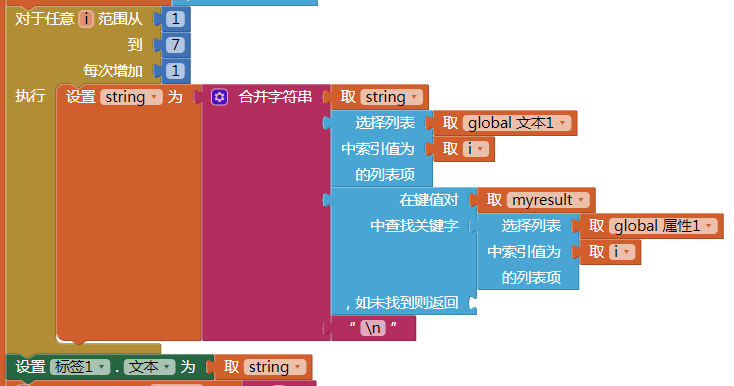 对于任意 i 范围从 1
到 7
每次增加 1
执行 设置 string 为 合并字符串 取 string
选择列表 取 global 文本1
中索引值为 取 i
的列表项
在键值对 取 myresult
中查找关键字 选择列表 取 global 属性1
中索引值为 取 i
的列表项
，如未找到则返回
" \n "
设置 标签1 . 文本 为 取 string